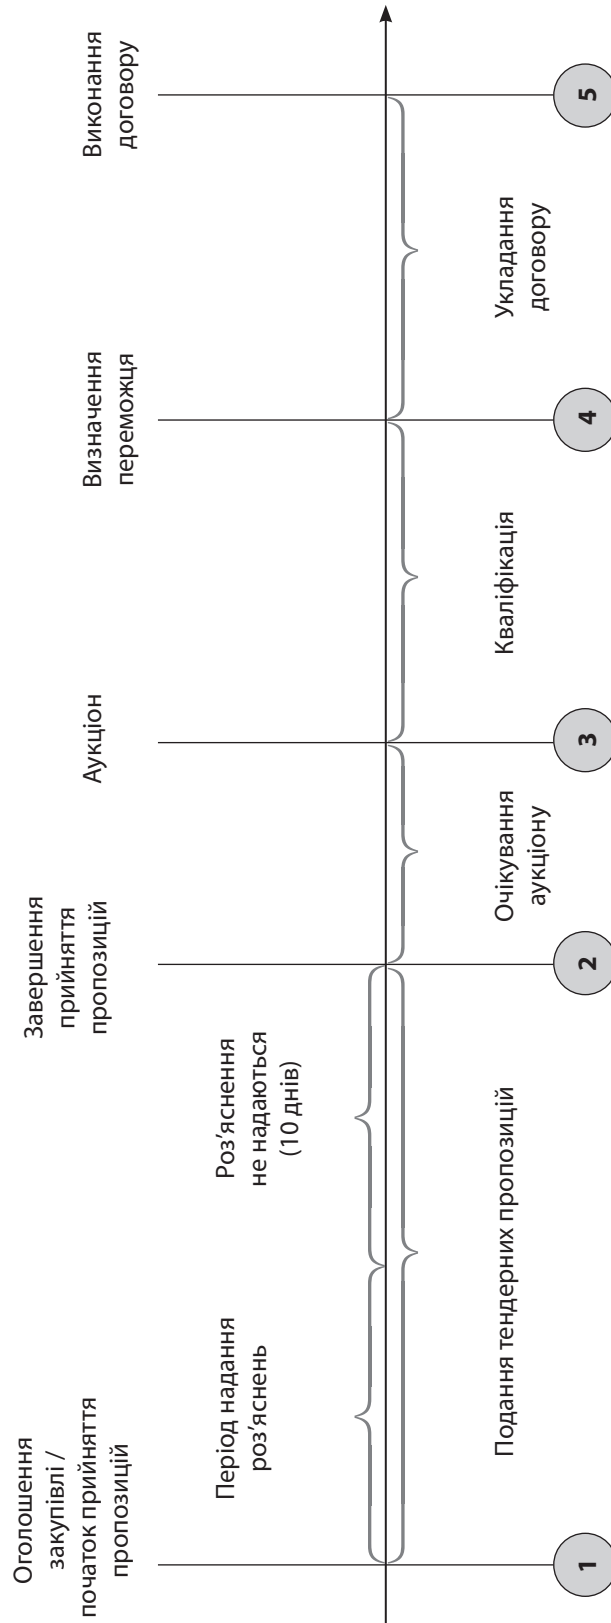 Оголошення
закупівлі /
початок прийняття
пропозицій
Завершення
прийняття
пропозицій
Аукціон
Визначення
переможця
Виконання
договору
Період надання
роз’яснень
Роз’яснення
не надаються
(10 днів)
Подання тендерних пропозицій
Очікування
аукціону
Кваліфікація
Укладання
договору
1
2
3
4
5